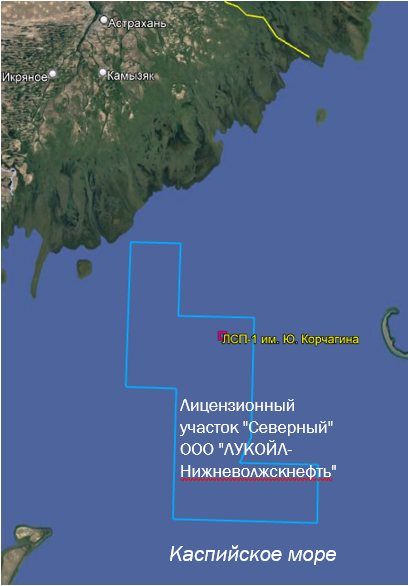 Астрахань
Икряное
Камызяк
ЛСП-1 им. Ю. Корчагина
Лицензионный
участок "Северный"
ООО "ЛУКОЙЛ-
Нижневолжскнефть"
Каспийское море